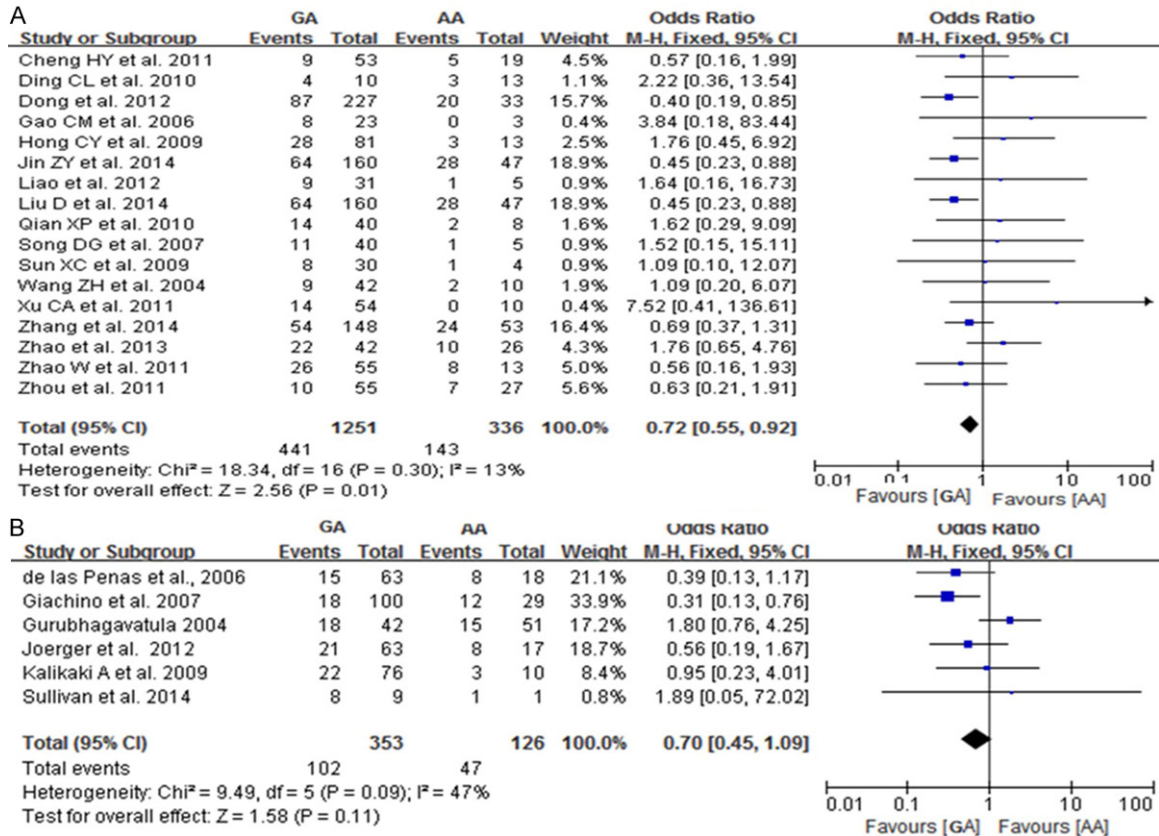 A
GA AA Odds Ratio Odds Ratio
Study or Subgroup Events Total Events Total Weight M-H, Fixed, 95% CI M-H, Fixed, 95% CI
Cheng HY et al. 2011 9 53 5 19 4.5% 0.57 [0.16, 1.99]
Ding CL et al. 2010 4 10 3 13 1.1% 2.22 [0.36, 13.54]
Dong et al. 2012 87 227 20 33 15.7% 0.40 [0.19, 0.85]
Gao CM et al. 2006 8 23 0 3 0.4% 3.84 [0.18, 83.44]
Hong CY et al. 2009 28 81 3 13 2.5% 1.76 [0.45, 6.92]
Jin ZY et al. 2014 64 160 28 47 18.9% 0.45 [0.23, 0.88]
Liao et al. 2012 9 31 1 5 0.9% 1.64 [0.16, 16.73]
Liu D et al. 2014 64 160 28 47 18.9% 0.45 [0.23, 0.88]
Qian XP et al. 2010 14 40 2 8 1.6% 1.62 [0.29, 9.09]
Song DG et al. 2007 11 40 1 5 0.9% 1.52 [0.15, 15.11]
Sun XC et al. 2009 8 30 1 4 0.9% 1.09 [0.10, 12.07]
Wang ZH et al. 2004 9 42 2 10 1.9% 1.09 [0.20, 6.07]
Xu CA et al. 2011 14 54 0 10 0.4% 7.52 [0.41, 136.61]
Zhang et al. 2014 54 148 24 53 16.4% 0.69 [0.37, 1.31]
Zhao et al. 2013 22 42 10 26 4.3% 1.76 [0.65, 4.76]
Zhao W et al. 2011 26 55 8 13 5.0% 0.56 [0.16, 1.93]
Zhou et al. 2011 10 55 7 27 5.6% 0.63 [0.21, 1.91]
Total (95% CI) 1251 336 100.0% 0.72 [0.55, 0.92]
Total events 441 143
Heterogeneity: Chi² = 18.34, df = 16 (P = 0.30); I² = 13%
Test for overall effect: Z = 2.56 (P = 0.01)
0.01 0.1 1 10 100
Favours [GA] Favours [AA]
B
GA AA Odds Ratio Odds Ratio
Study or Subgroup Events Total Events Total Weight M-H, Fixed, 95% CI M-H, Fixed, 95% CI
de las Penas et al., 2006 15 63 8 18 21.1% 0.39 [0.13, 1.17]
Giachino et al. 2007 18 100 12 29 33.9% 0.31 [0.13, 0.76]
Gurubhagavatula 2004 18 42 15 51 17.2% 1.80 [0.76, 4.25]
Joerger et al. 2012 21 63 8 17 18.7% 0.56 [0.19, 1.67]
Kalikaki A et al. 2009 22 76 3 10 8.4% 0.95 [0.23, 4.01]
Sullivan et al. 2014 8 9 1 1 0.8% 1.89 [0.05, 72.02]
Total (95% CI) 353 126 100.0% 0.70 [0.45, 1.09]
Total events 102 47
Heterogeneity: Chi² = 9.49, df = 5 (P = 0.09); I² = 47%
Test for overall effect: Z = 1.58 (P = 0.11)
0.01 0.1 1 10 100
Favours [GA] Favours [AA]